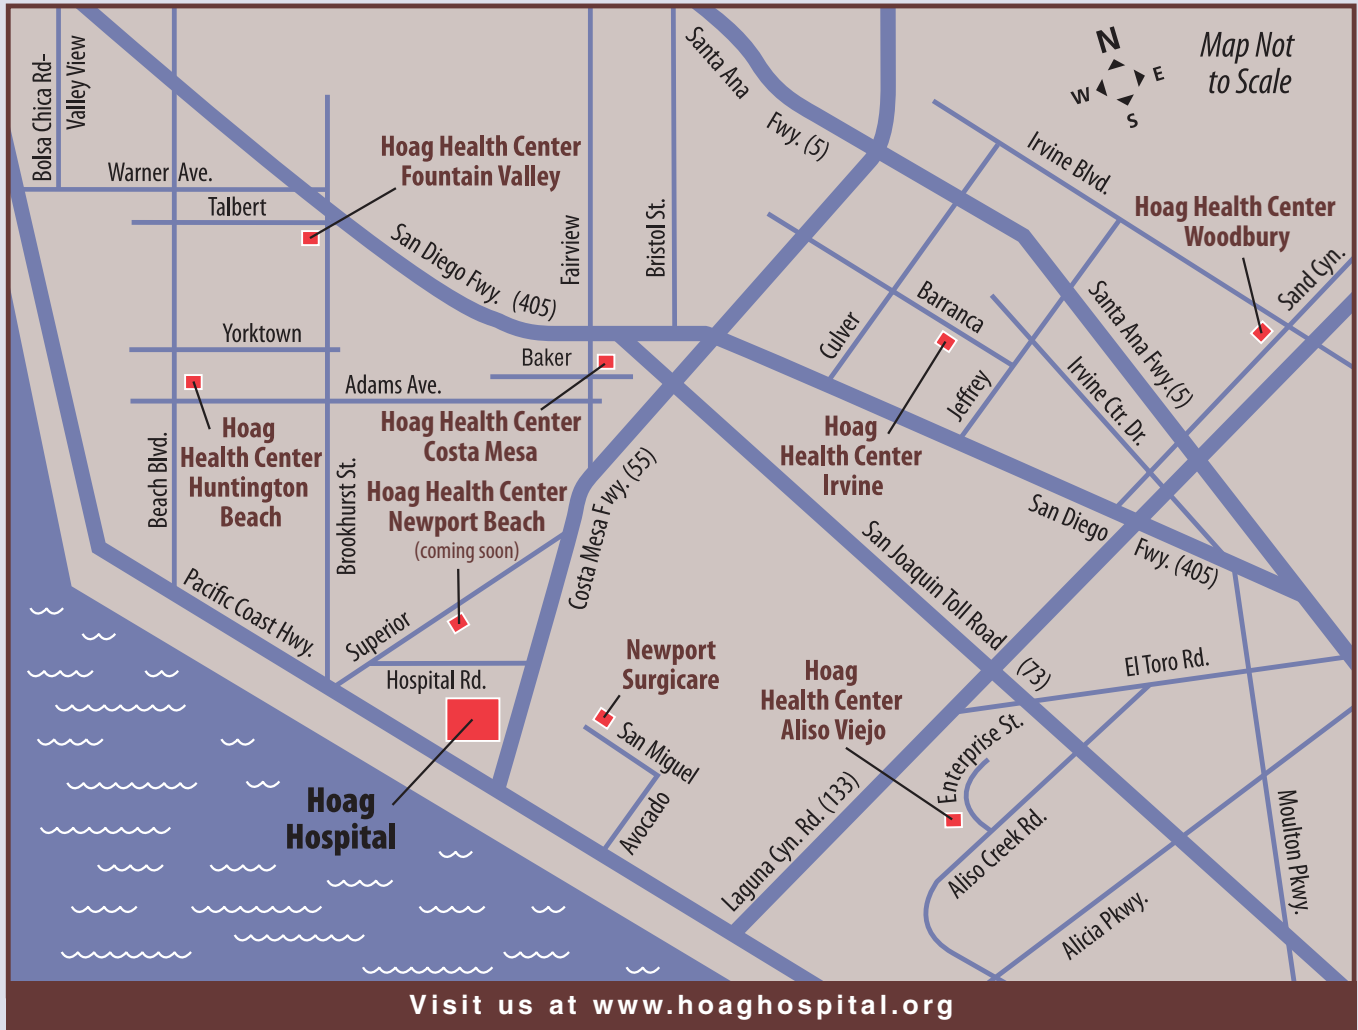 Bolsa Chica Rd-
Valley View
Santa Ana
Fwy. (5)
N
W
E
S
Map Not
to Scale
Warner Ave.
Talbert
Hoag Health Center
Fountain Valley
San Diego Fwy. (405)
Fairview
Bristol St.
Irvine Blvd.
Hoag Health Center
Woodbury
Sand Cyn.
Yorktown
Baker
Adams Ave.
Culver
Barranca
Jeffrey
Irvine Ctr. Dr.
Santa Ana Fwy.(5)
Beach Blvd.
Hoag
Health Center
Huntington
Beach
Brookhurst St.
Hoag Health Center
Costa Mesa
Hoag Health Center
Newport Beach
(coming soon)
Costa Mesa Fwy. (55)
Hoag
Health Center
Irvine
San Diego
Fwy. (405)
San Joaquin Toll Road
(73)
Pacific Coast Hwy.
Superior
Hospital Rd.
Newport
Surgicare
San Miguel
Avocado
Hoag
Health Center
Aliso Viejo
El Toro Rd.
Enterprise St.
Hoag
Hospital
Laguna Cyn. Rd. (133)
Aliso Creek Rd.
Alicia Pkwy.
Moulton Pkwy.
Visit us at www.hoaghospital.org